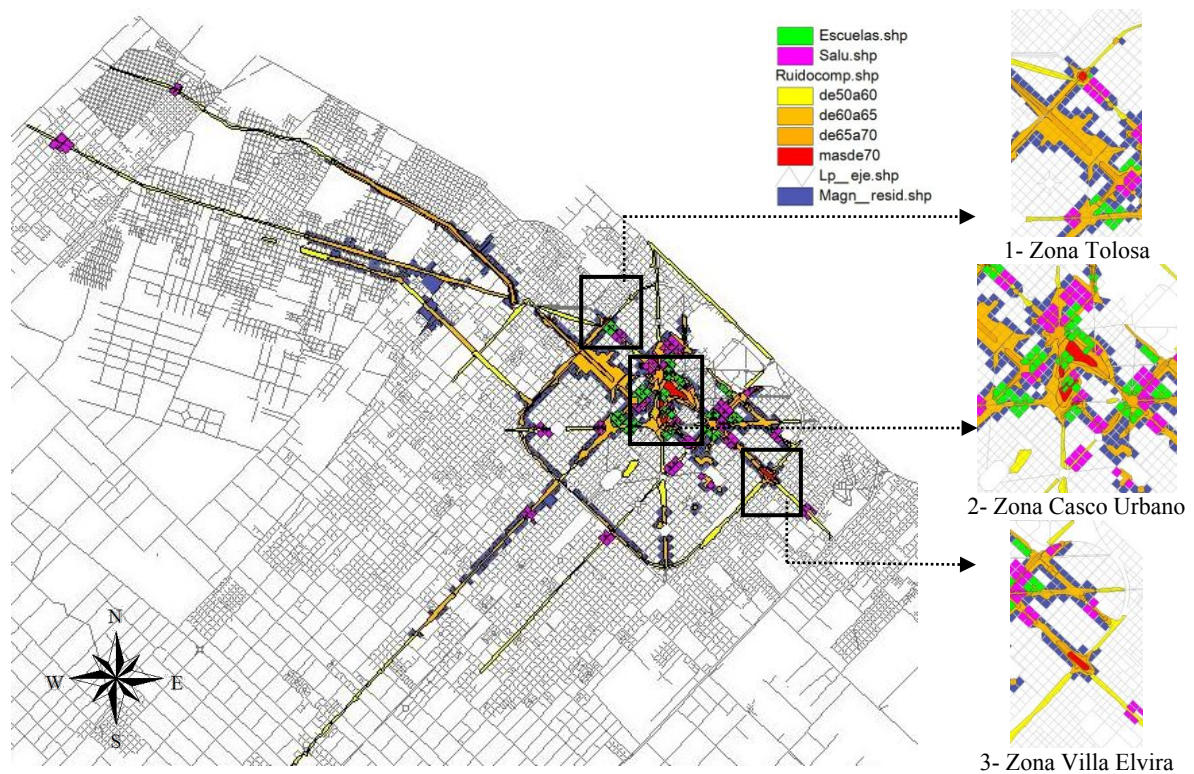 Escuelas.shp
Salu.shp
Ruidocomp.shp
de50a60
de60a65
de65a70
masde70
Lp__eje.shp
Magn__resid.shp
1- Zona Tolosa
2- Zona Casco Urbano
3- Zona Villa Elvira
N
W E
S